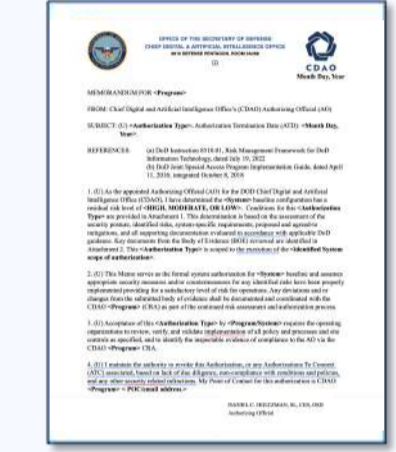 OFFICE OF THE SECRETARY OF DEFENSE
CHIEF DIGITAL & ARTIFICIAL INTELLIGENCE OFFICE
(U)
CDAO
Month Day, Year
MEMORANDUM FOR <Program>
FROM: Chief Digital and Artificial Intelligence Office's (CDAO) Authorizing Official (AO)
SUBJECT: (U) <Authorization Type>, Authorization Termination Date (ATD): <Month Day,
Year>
REFERENCES: (a) DoD Instruction 8510.01, Risk Management Framework for DoD
Information Technology, dated July 19, 2022
(b) DoD Joint Special Access Program Implementation Guide, dated April
11, 2016, integrated October 8, 2018
1. (U) As the appointed Authorizing Official (AO) for the DOD Chief Digital and Artificial
Intelligence Office (CDAO), I have determined the <System> baseline configuration has a
residual risk level of <HIGH, MODERATE, OR LOW>. Conditions for this <Authorization
Type> are provided in Attachment 1. This determination is based on the assessment of the
security posture, identified risks, system-specific requirements, proposed and agreed-to
mitigations, and all supporting documentation evaluated in accordance with applicable DoD
guidance. Key documents from the Body of Evidence (BOE) reviewed are identified in
Attachment 2. This <Authorization Type> is scoped to the execution of the <Identified System
scope of authorization>.
2. (U) This Memo serves as the formal system authorization for <System> baseline and assumes
appropriate security measures and/or countermeasures for any identified risks have been properly
implemented providing for a satisfactory level of risk for operations. Any deviations and/or
changes from the submitted body of evidence shall be documented and coordinated with the
CDAO <Program> (CRA) as part of the continued risk assessment and authorization process.
3. (U) Acceptance of this <Authorization Type> by <Program/System> requires the operating
organizations to review, verify, and validate implementation of all policy and processes and site
controls as specified, and to identify the inspectable evidence of compliance to the AO via the
CDAO <Program> CRA.
4. (U) I maintain the authority to revoke this Authorization, or any Authorizations To Connect
(ATC) associated, based on lack of due diligence, non-compliance with conditions and policies,
and any other security related infractions. My Point of Contact for this authorization is CDAO
<Program> < POC/email address.>
DANIEL C. HOLTZMAN,
Authorizing Official